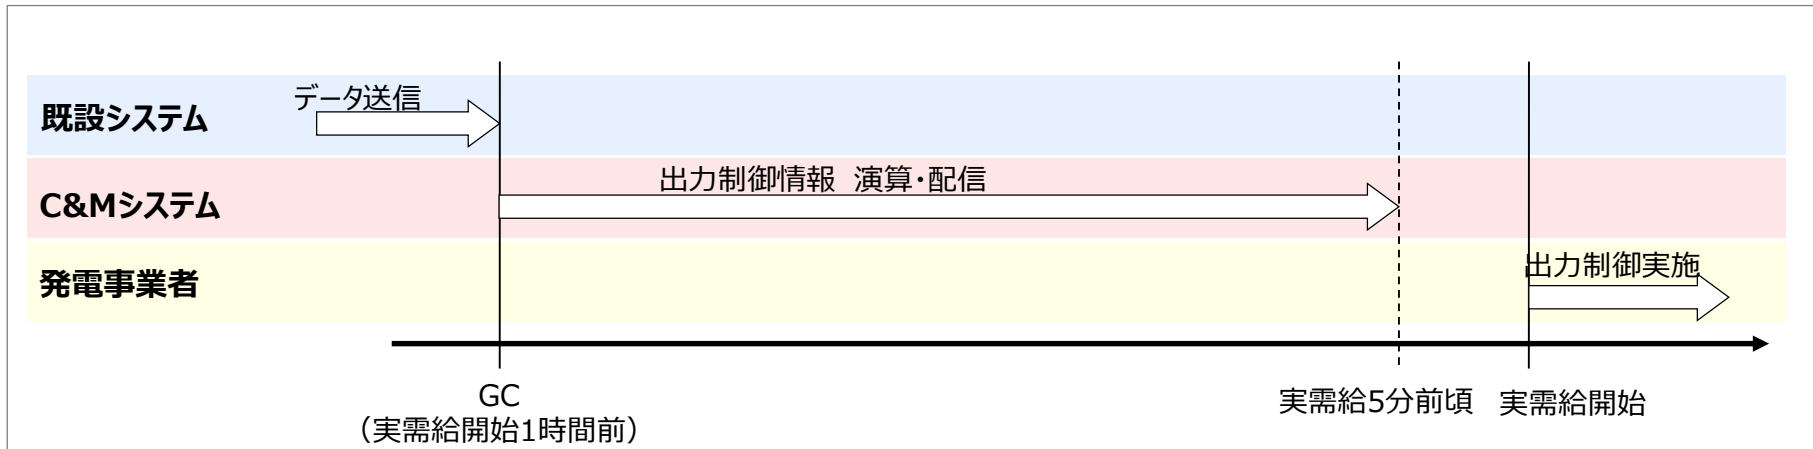 データ送信
既設システム
出力制御情報 演算・配信
C&Mシステム
出力制御実施
発電事業者
GC
（実需給開始1時間前）
実需給5分前頃
実需給開始